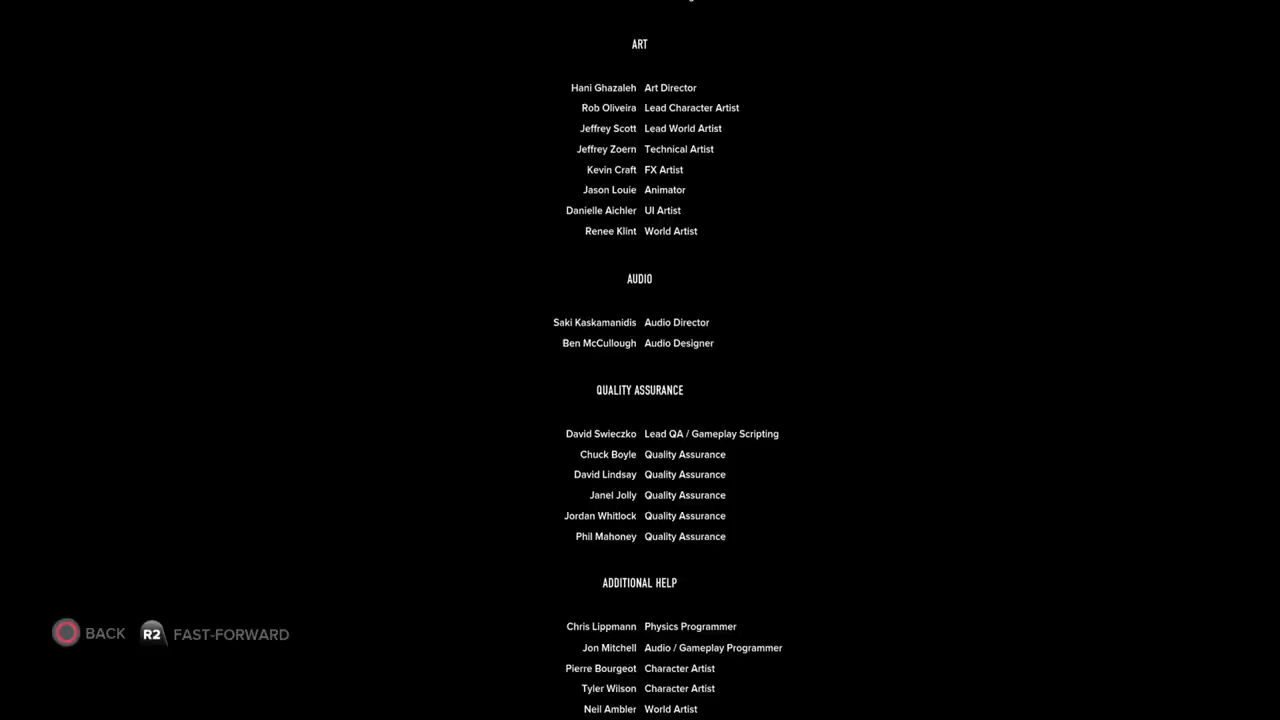 ART
Hani Ghazaleh Art Director
Rob Oliveira Lead Character Artist
Jeffrey Scott Lead World Artist
Jeffrey Zoern Technical Artist
Kevin Craft FX Artist
Jason Louie Animator
Danielle Aichler UI Artist
Renee Klint World Artist
AUDIO
Saki Kaskamanidis Audio Director
Ben McCullough Audio Designer
QUALITY ASSURANCE
David Swieczko Lead QA / Gameplay Scripting
Chuck Boyle Quality Assurance
David Lindsay Quality Assurance
Janel Jolly Quality Assurance
Jordan Whitlock Quality Assurance
Phil Mahoney Quality Assurance
ADDITIONAL HELP
Chris Lippmann Physics Programmer
BACK R2 FAST-FORWARD
Jon Mitchell Audio / Gameplay Programmer
Pierre Bourgeot Character Artist
Tyler Wilson Character Artist
Neil Ambler World Artist